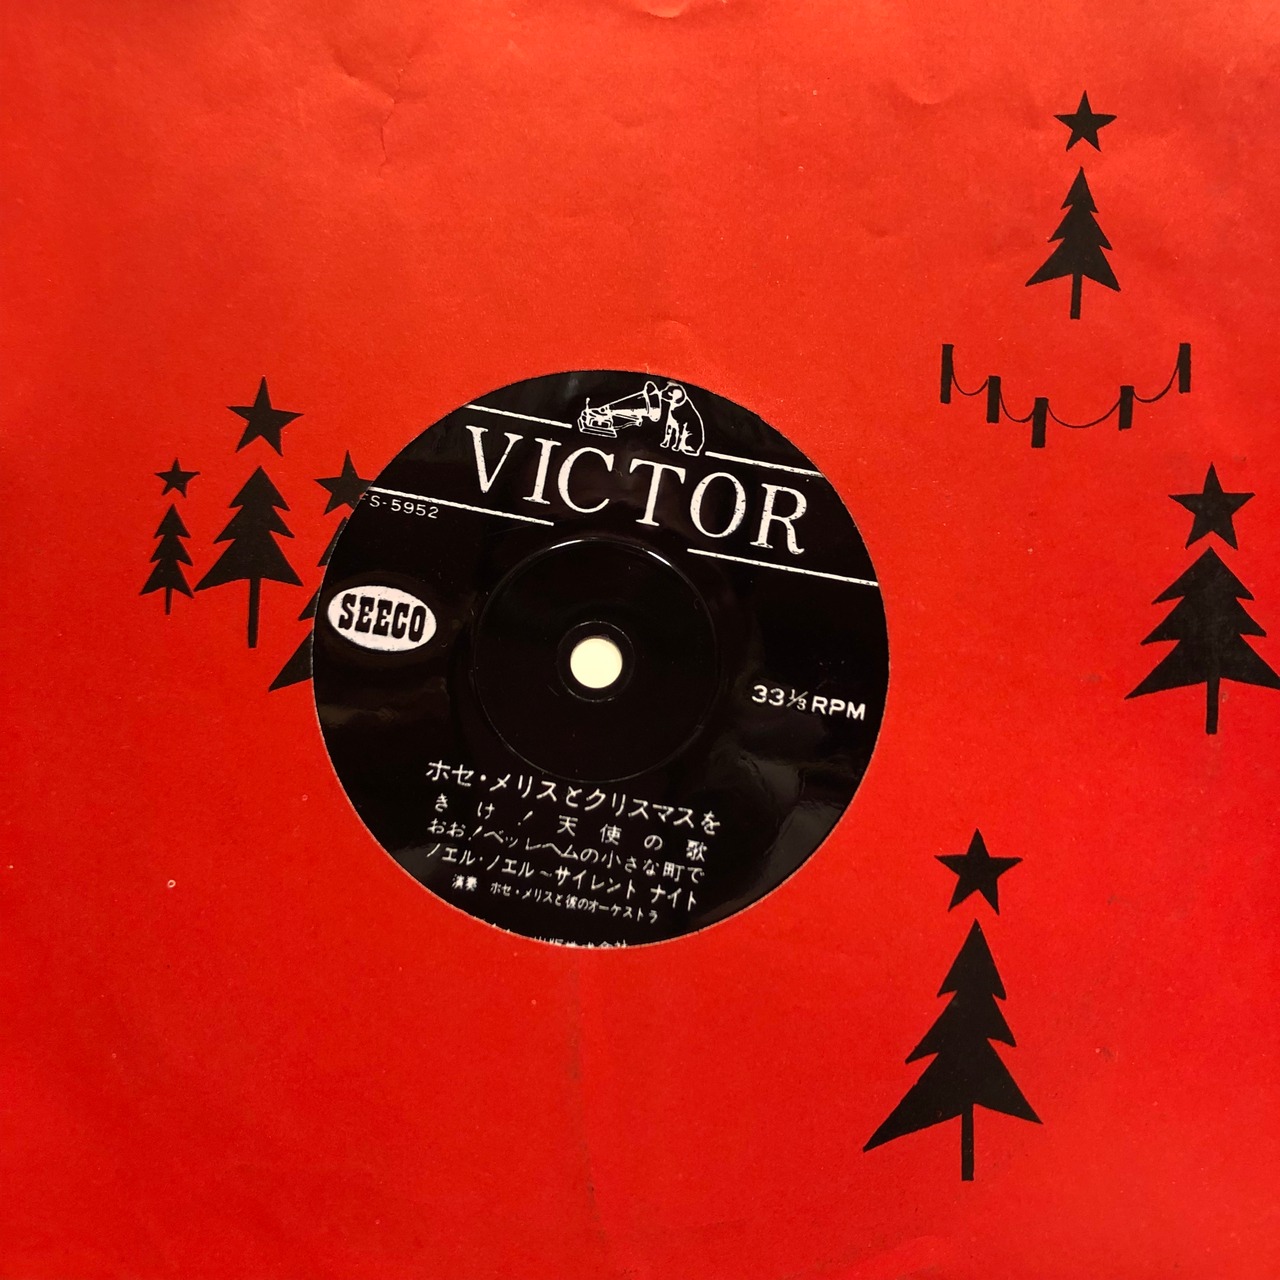 VICTOR
FS-5952
SEECO
33⅓ RPM
ホセ・メリスとクリスマスを
きけ!天使の歌
おお!ベツレヘムの小さな町で
ノエル・ノエル~サイレント ナイト
演奏 ホセ・メリスと彼のオーケストラ